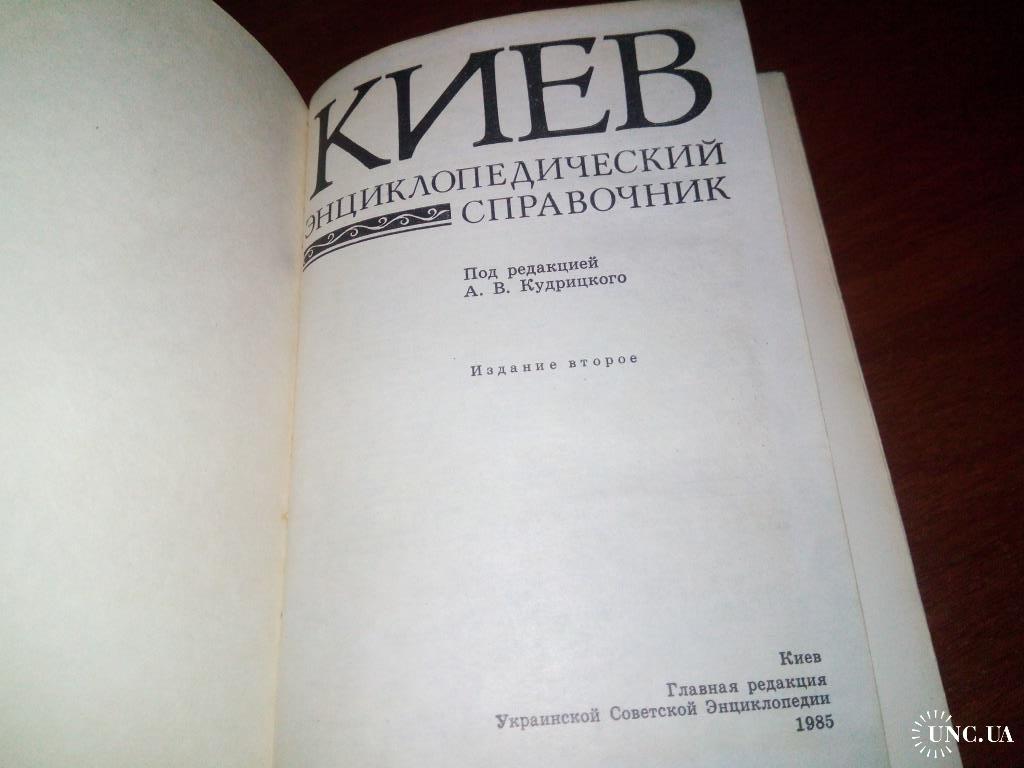 КИЕВ
ЭНЦИКЛОПЕДИЧЕСКИЙ
СПРАВОЧНИК
Под редакцией
А. В. Кудрицкого
Издание второе
Киев
Главная редакция
Украинской Советской Энциклопедии
1985
UNC.UA